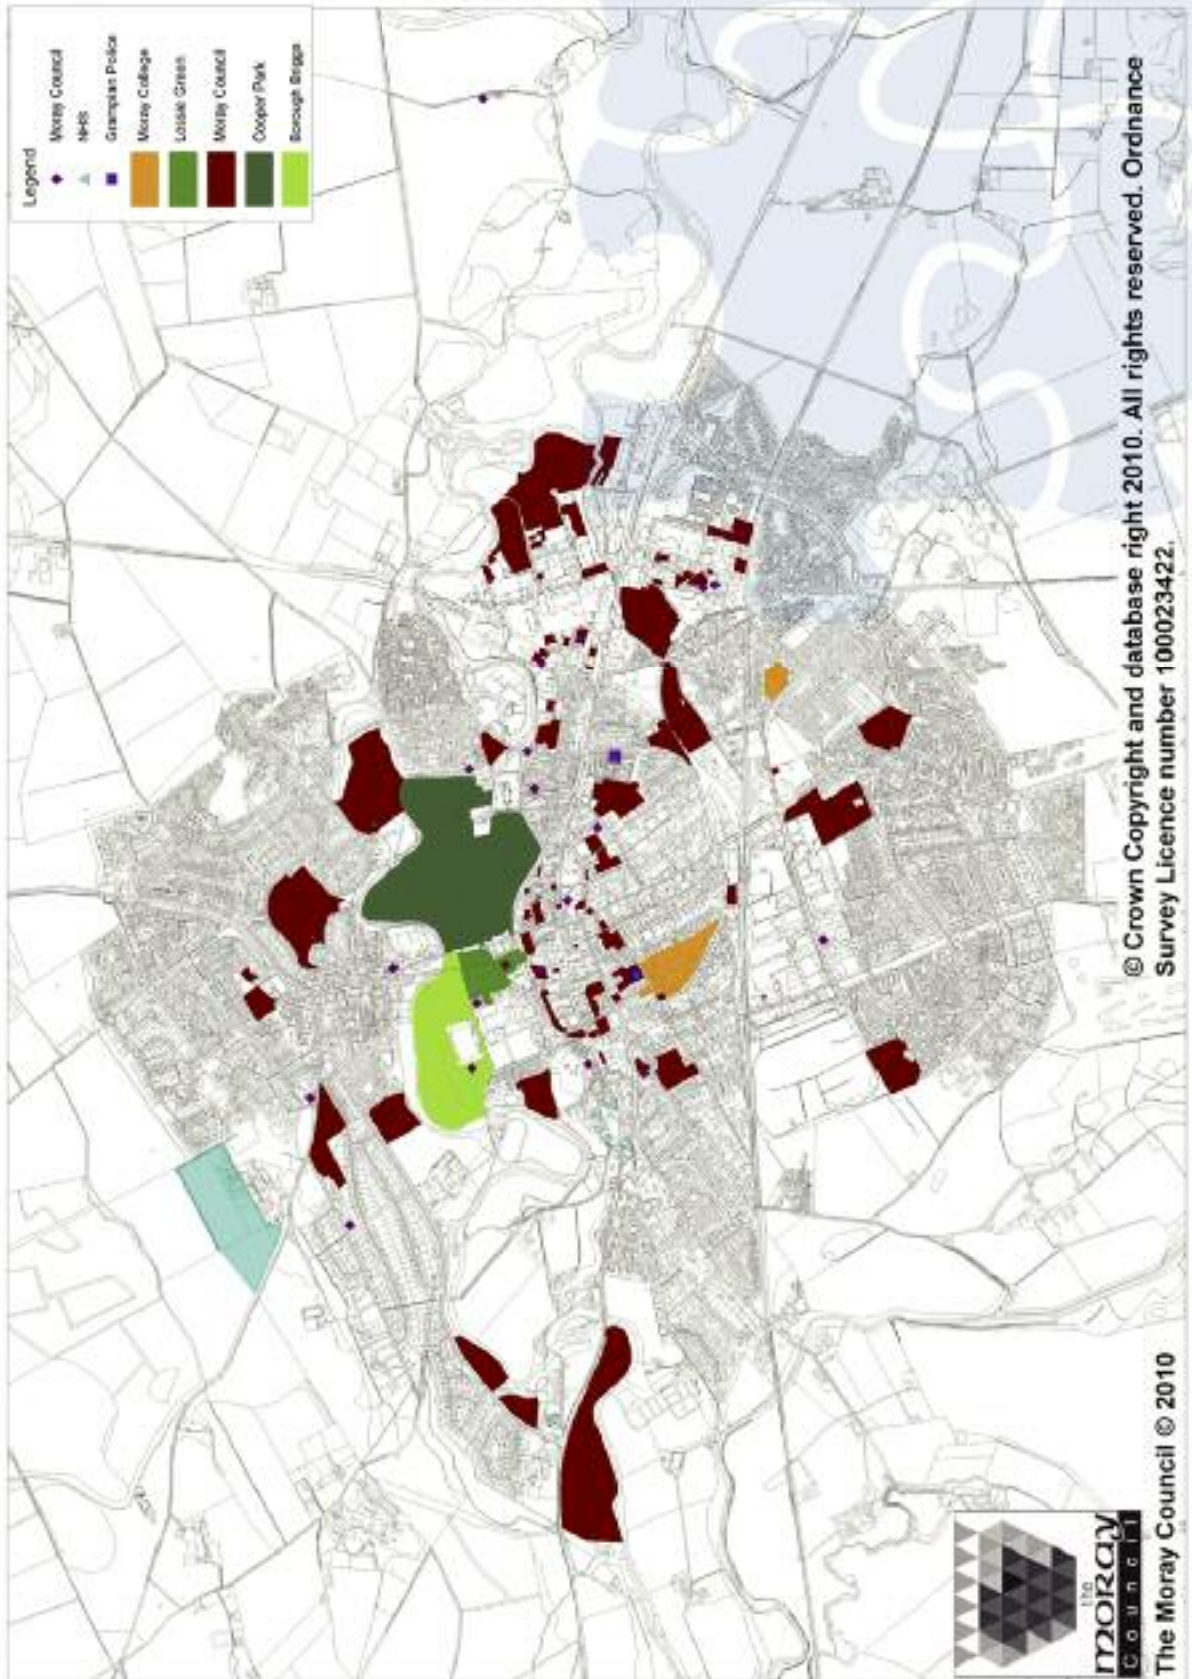 Legend
Moray Council
NHS
Grampian Police
Moray College
Lossie Green
Moray Council
Cooper Park
Borough Briggs
© Crown Copyright and database right 2010. All rights reserved. Ordnance
Survey Licence number 100023422.
the
moray
Council
The Moray Council © 2010